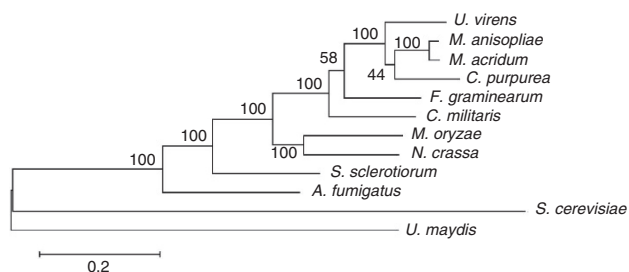 U. virens
100
100
M. anisopliae
58
M. acridum
44
C. purpurea
100
F. graminearum
100
C. militaris
100
M. oryzae
100
N. crassa
100
S. sclerotiorum
A. fumigatus
S. cerevisiae
U. maydis
0.2